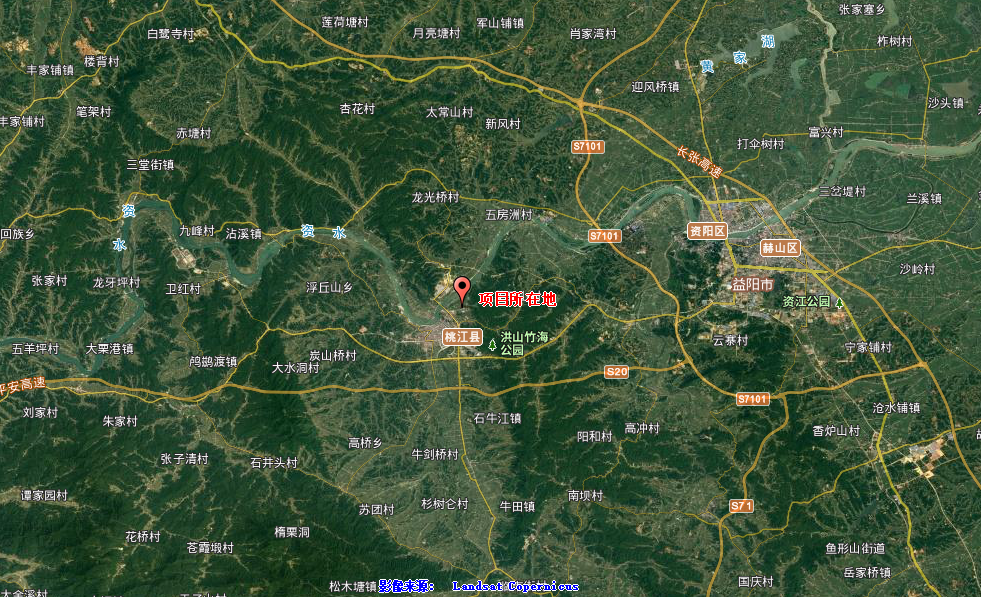 莲荷塘村
军山铺镇
张家塞乡
白鹭寺村
月亮塘村
肖家湾村
柞树村
黄家湖
楼背村
丰家铺镇
迎风桥镇
沙头镇
笔架村
杏花村
太常山村
新风村
丰家铺村
赤塘村
富兴村
打伞树村
S7101
长张高速
三堂街镇
龙光桥村
三岔堤村
兰溪镇
资水
五房洲村
回族乡
九峰村
沾溪镇
资水
S7101
资阳区
赫山区
张家村
龙牙坪村
卫红村
浮丘山乡
沙岭村
益阳市
项目所在地
资江公园
桃江县
洪山竹海
公园
云寨村
宁家铺村
五羊坪村
大栗港镇
鸬鹚渡镇
炭山桥村
大水洞村
S20
平安高速
S7101
刘家村
朱家村
石牛江镇
沧水铺镇
阳和村
高冲村
香炉山村
高桥乡
牛剑桥村
张子清村
石井头村
谭家园村
南坝村
苏团村
杉树仑村
牛田镇
S71
花桥村
苍霞塅村
楕栗洞
鱼形山街道
岳家桥镇
松木塘镇
国庆村
影像来源： Landsat/Copernicus